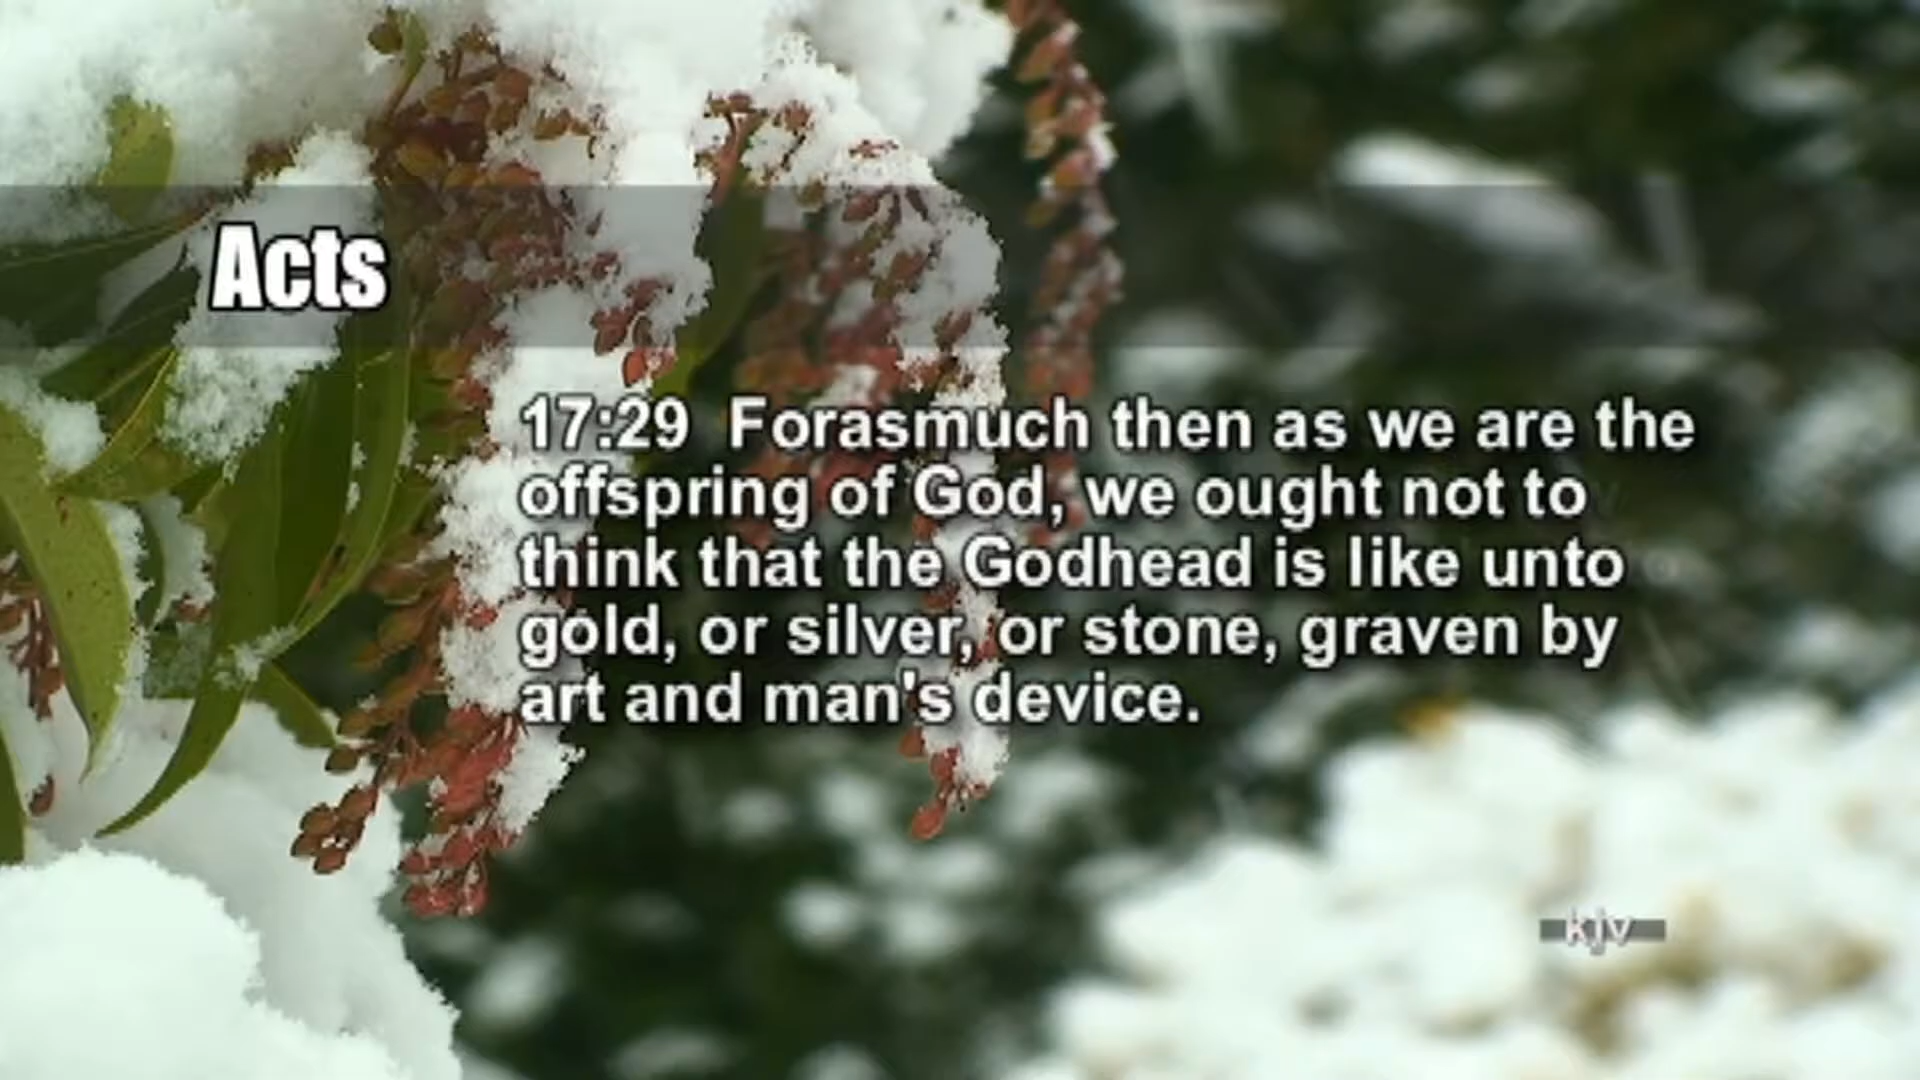 Acts
17:29 Forasmuch then as we are the
offspring of God, we ought not to
think that the Godhead is like unto
gold, or silver, or stone, graven by
art and man's device.
kjv